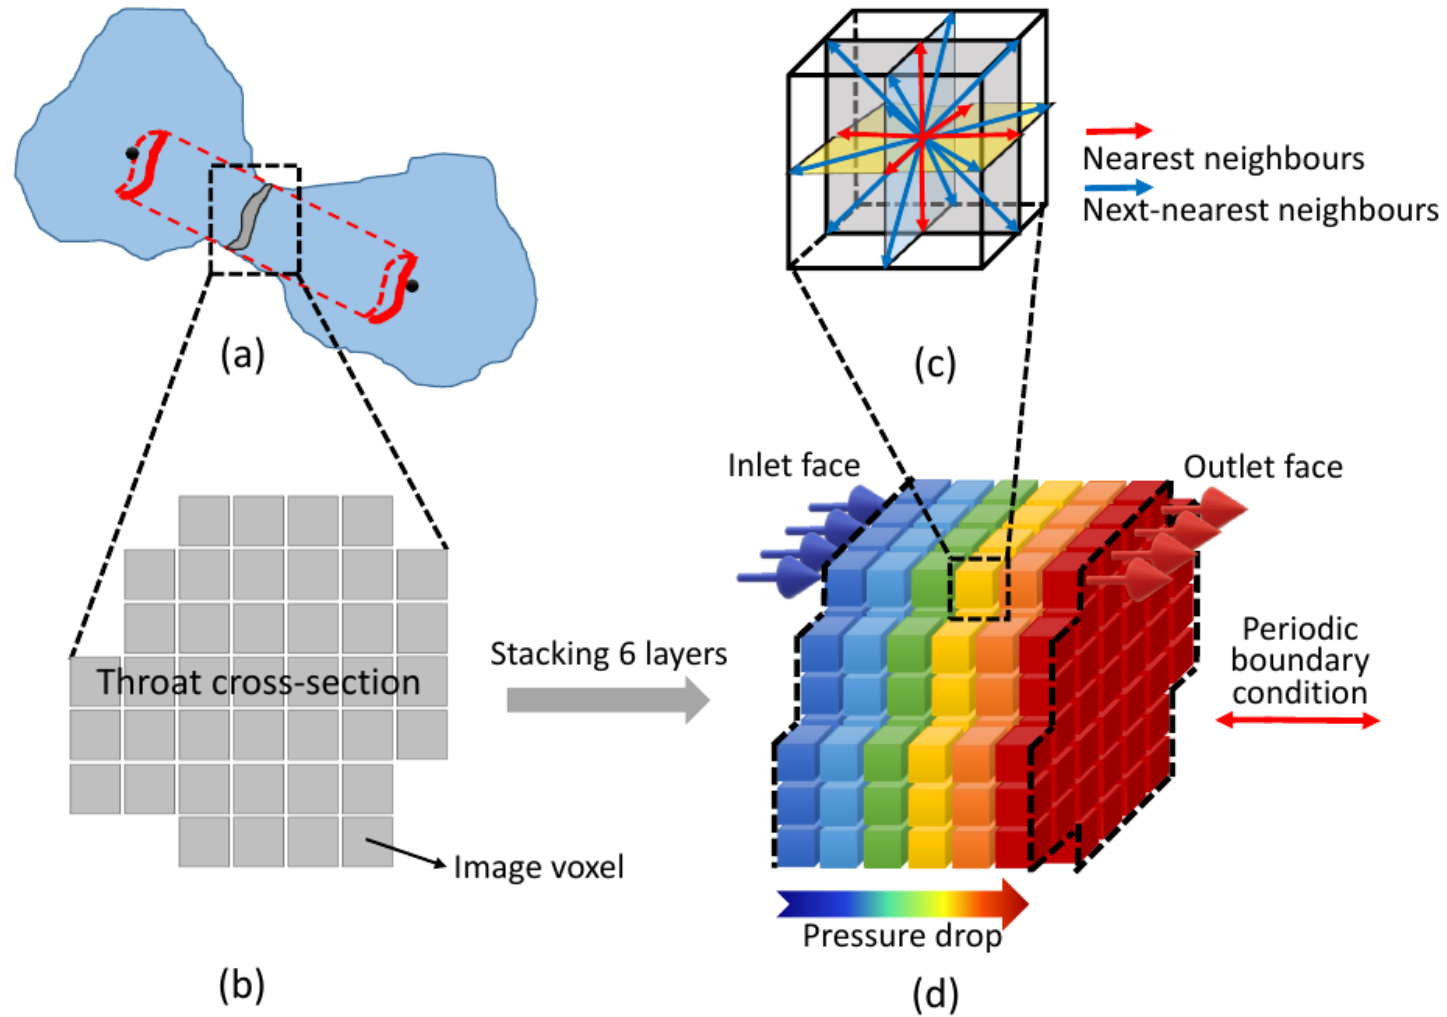 Nearest neighbours
Next-nearest neighbours
(a)
(c)
Inlet face
Outlet face
Throat cross-section
Stacking 6 layers
Periodic
boundary
condition
Image voxel
Pressure drop
(b)
(d)